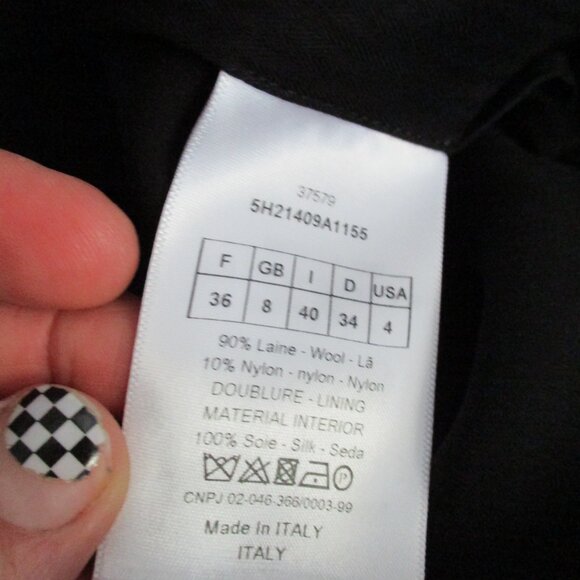 37579
5H21409A1155
F GB I D USA
36 8 40 34 4
90% Laine - Wool - Lã
10% Nylon - nylon - Nylon
DOUBLURE - LINING
MATERIAL INTERIOR
100% Soie - Silk - Seda
P
CNPJ 02-046-366/0003-99
Made In ITALY
ITALY